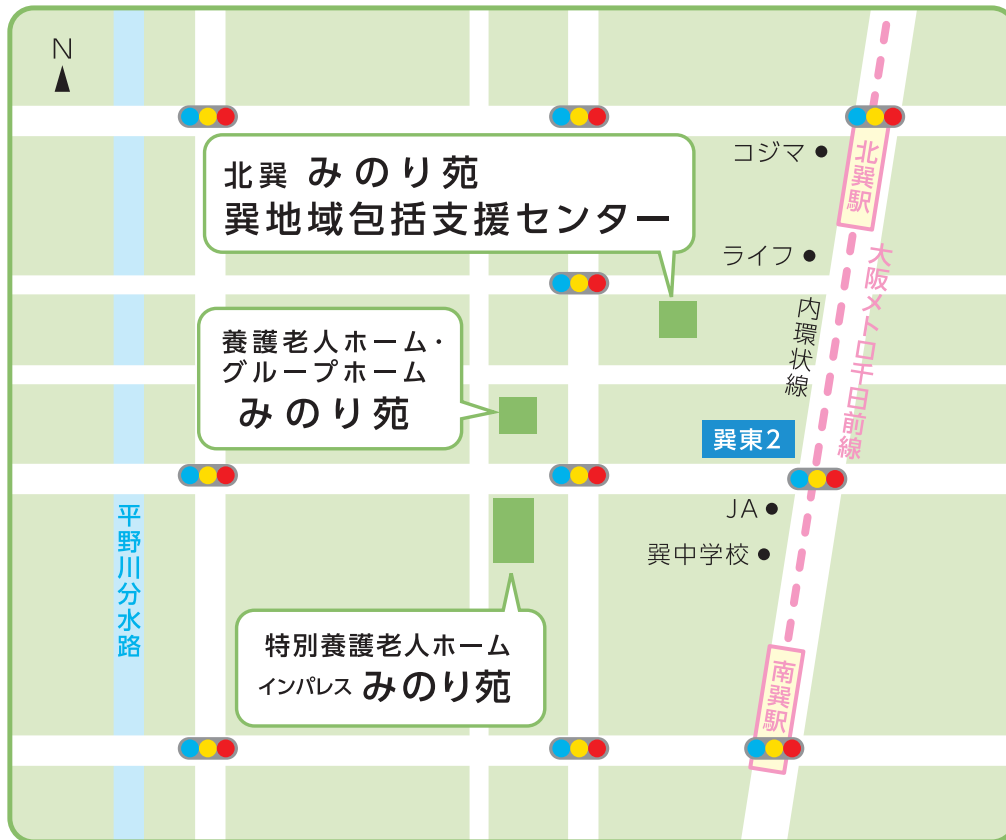 N
コジマ
北巽駅
北巽 みのり苑
巽地域包括支援センター
ライフ
大阪メトロ千日前線
内環状線
養護老人ホーム・
グループホーム
みのり苑
巽東2
JA
巽中学校
平野川分水路
特別養護老人ホーム
インパレス みのり苑
南巽駅